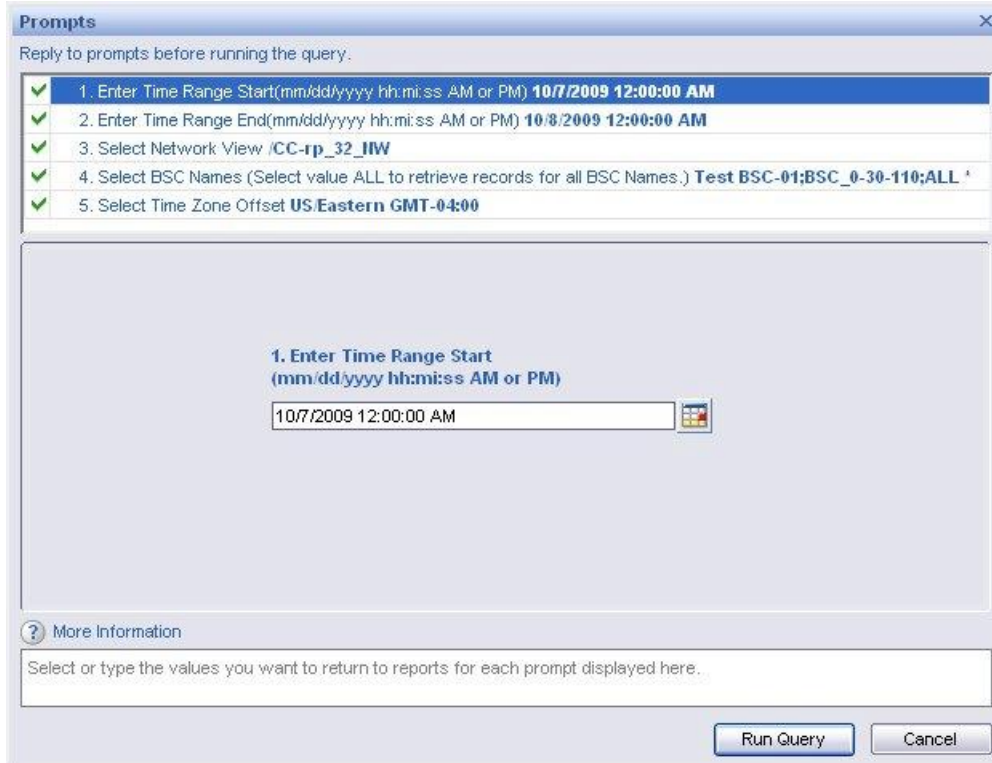 Prompts
Reply to prompts before running the query.
1. Enter Time Range Start(mm/dd/yyyy hh:mi:ss AM or PM) 10/7/2009 12:00:00 AM
2. Enter Time Range End(mm/dd/yyyy hh:mi:ss AM or PM) 10/8/2009 12:00:00 AM
3. Select Network View /CC-rp_32_NW
4. Select BSC Names (Select value ALL to retrieve records for all BSC Names.) Test BSC-01;BSC_0-30-110;ALL *
5. Select Time Zone Offset US/Eastern GMT-04:00
1. Enter Time Range Start
(mm/dd/yyyy hh:mi:ss AM or PM)
10/7/2009 12:00:00 AM
? More Information
Select or type the values you want to return to reports for each prompt displayed here.
Run Query Cancel